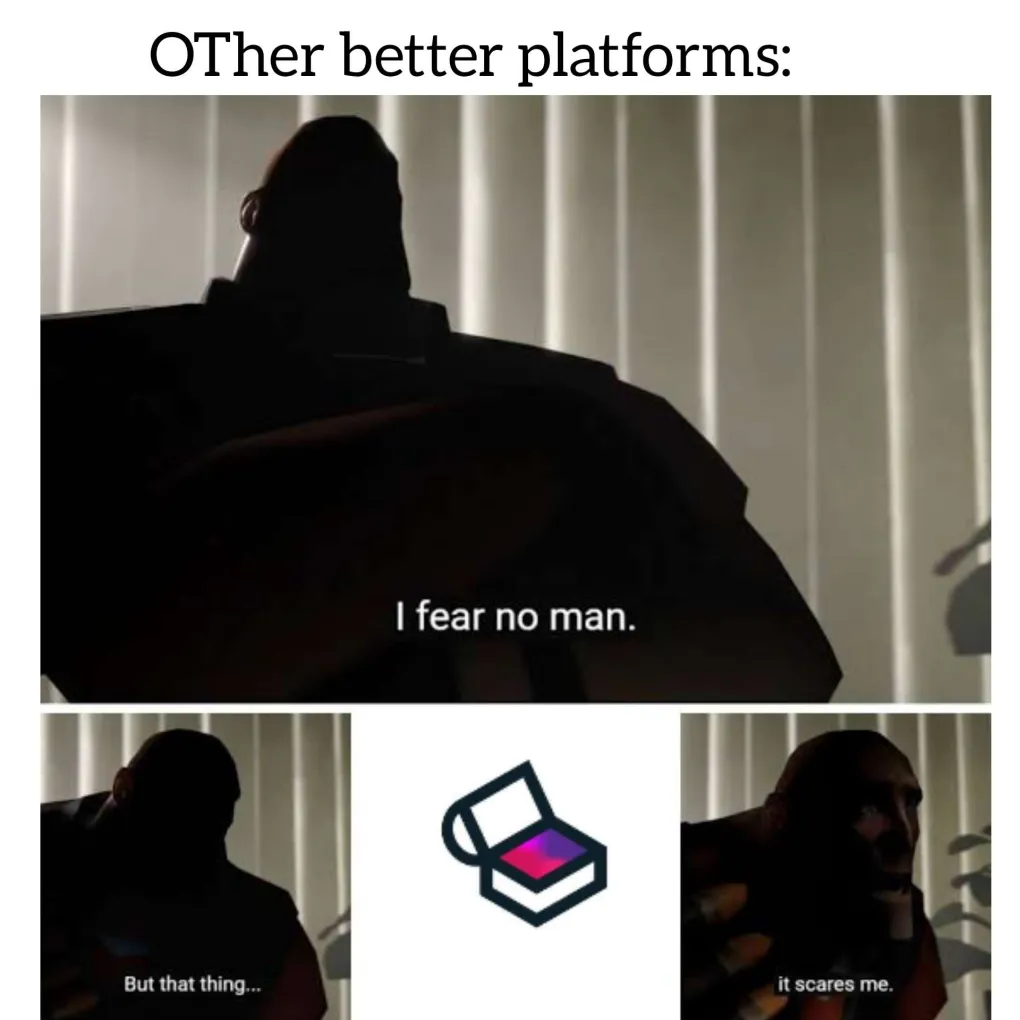 OTher better platforms:
I fear no man.
But that thing...
it scares me.